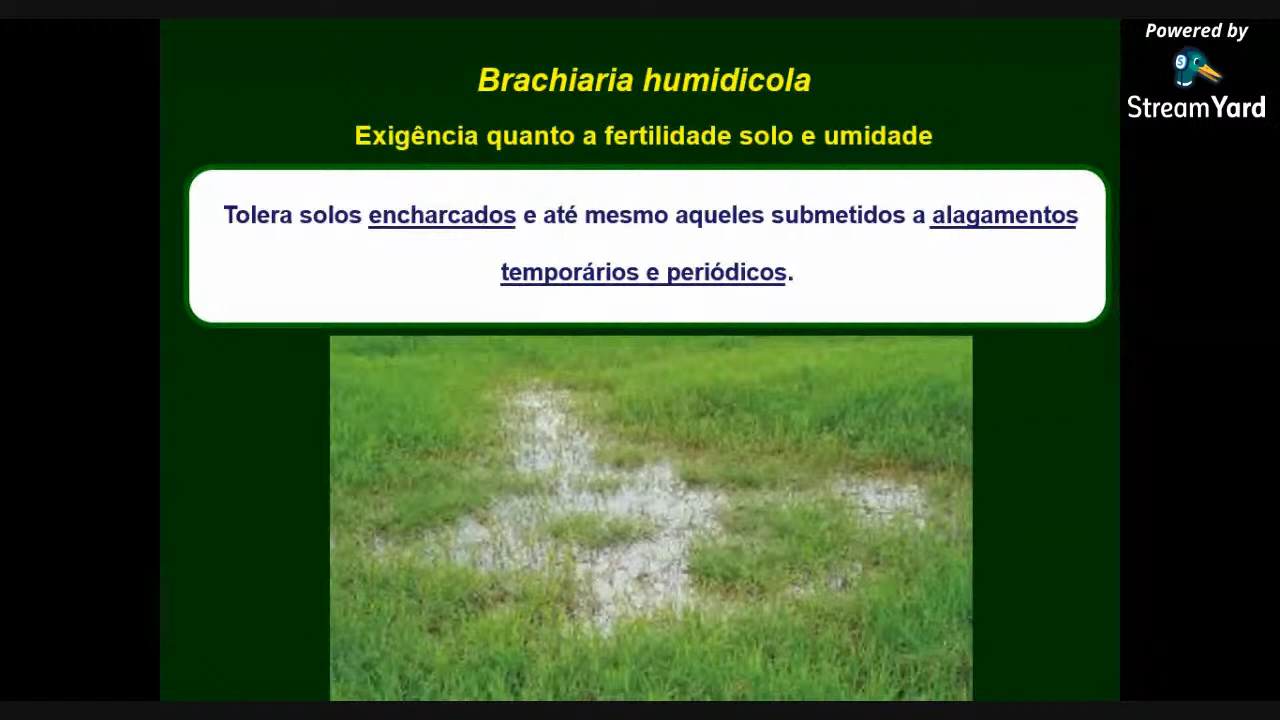 Powered by
StreamYard
Brachiaria humidicola
Exigência quanto a fertilidade solo e umidade
Tolera solos encharcados e até mesmo aqueles submetidos a alagamentos
temporários e periódicos.